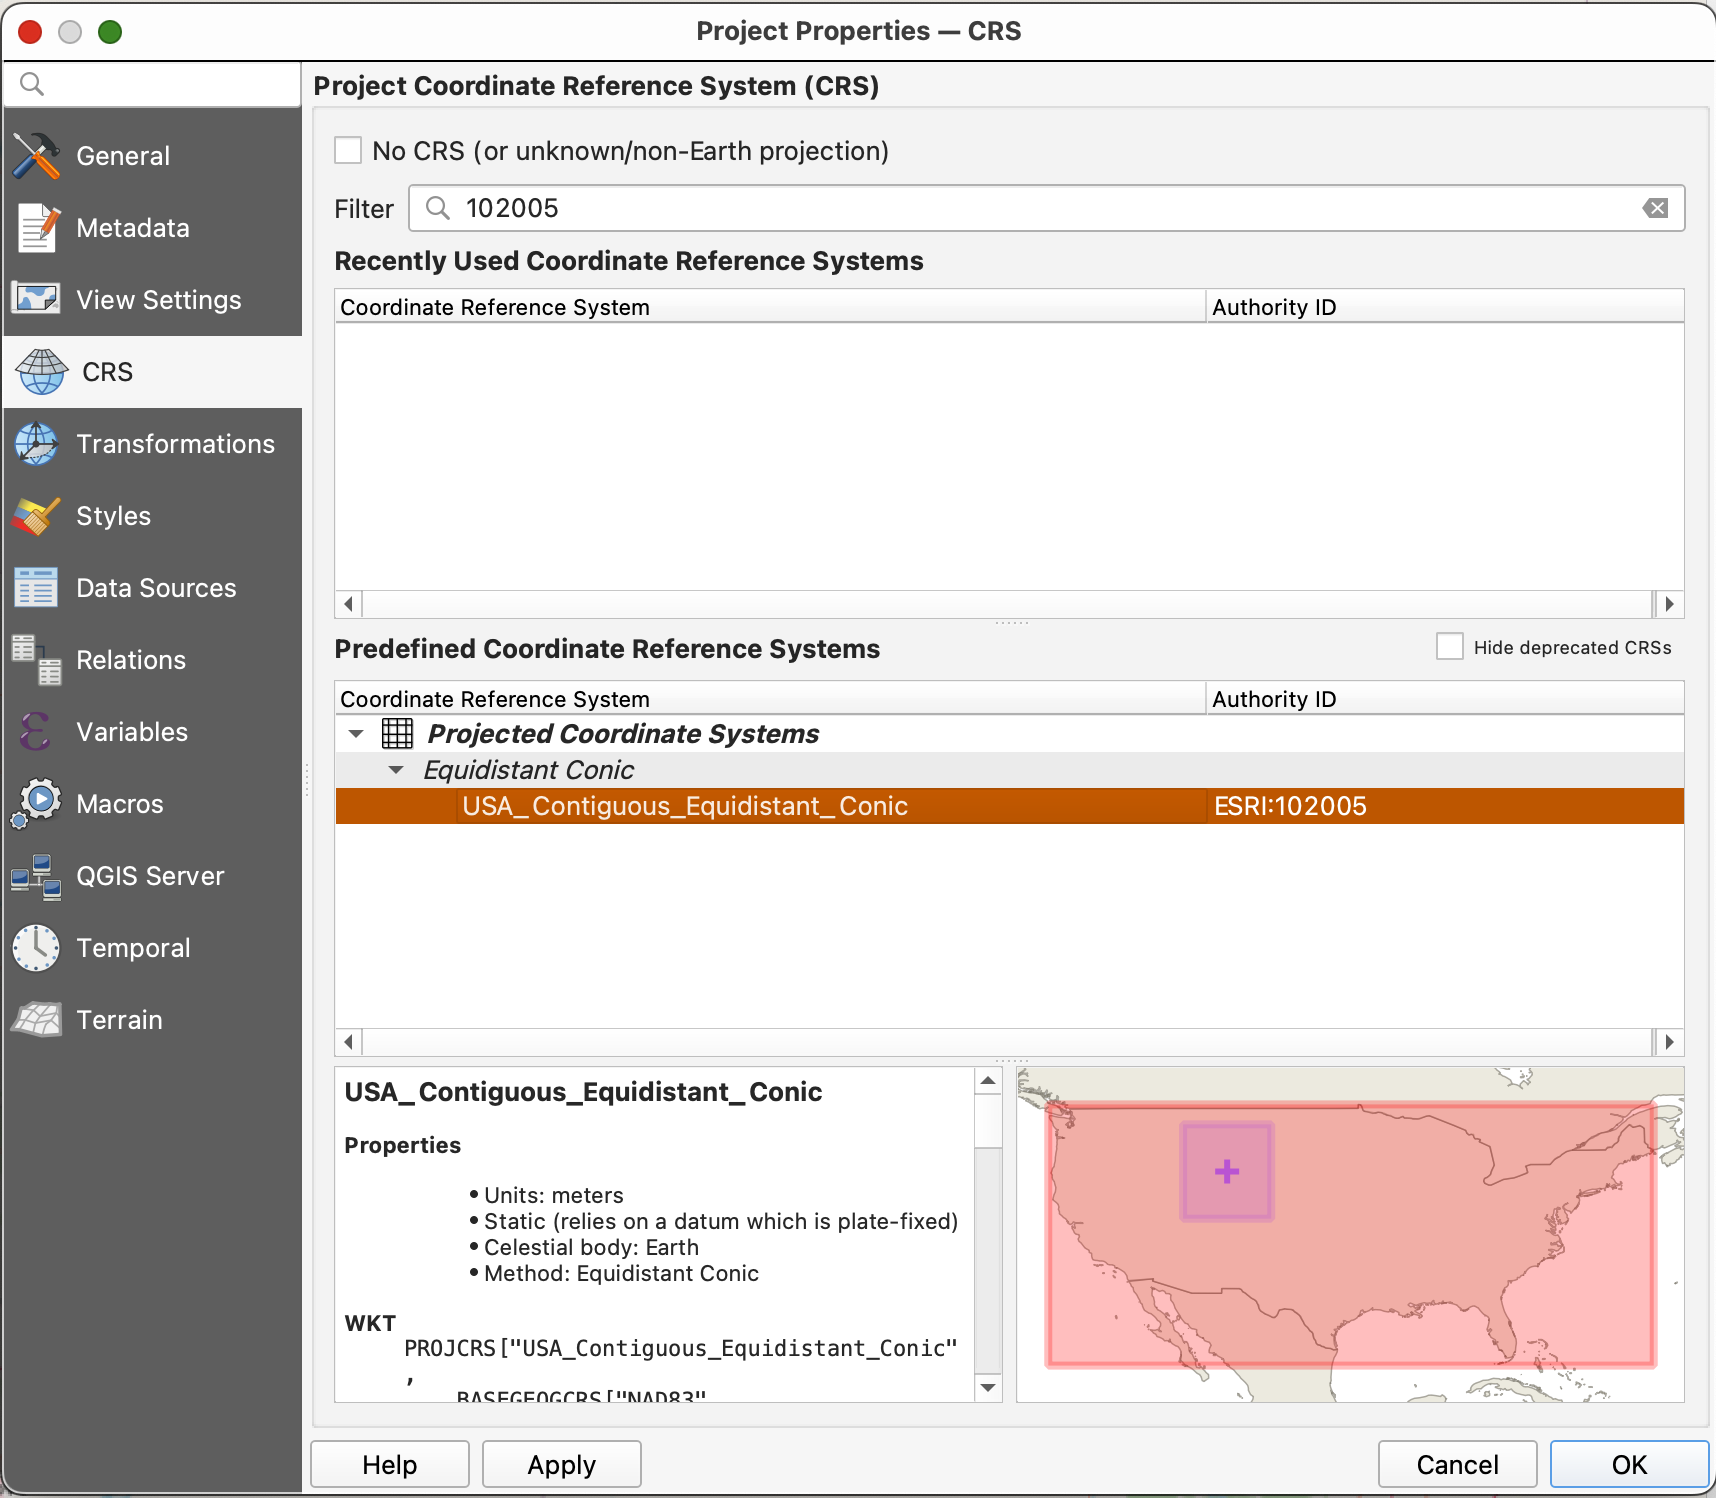 Project Properties — CRS
Project Coordinate Reference System (CRS)
General
Metadata
View Settings
CRS
Transformations
Styles
Data Sources
Relations
Variables
Macros
QGIS Server
Temporal
Terrain
No CRS (or unknown/non-Earth projection)
Filter 102005
Recently Used Coordinate Reference Systems
Coordinate Reference System Authority ID
Predefined Coordinate Reference Systems Hide deprecated CRSs
Coordinate Reference System Authority ID
Projected Coordinate Systems
Equidistant Conic
USA_Contiguous_Equidistant_Conic ESRI:102005
USA_Contiguous_Equidistant_Conic
Properties
• Units: meters
• Static (relies on a datum which is plate-fixed)
• Celestial body: Earth
• Method: Equidistant Conic
WKT
PROJCRS["USA_Contiguous_Equidistant_Conic"
,
BASEGEOGCRS["NAD83"
Help Apply Cancel OK